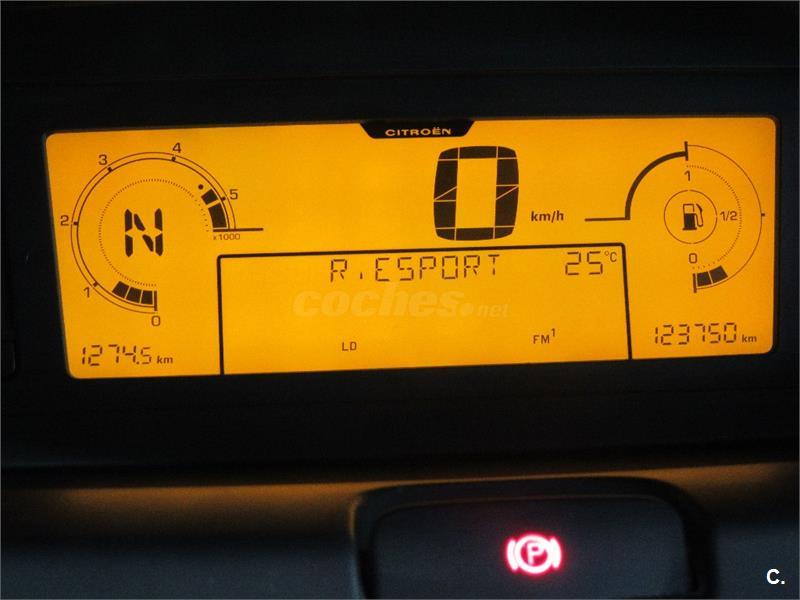 CITROËN
0 km/h
N
0 1 2 3 4 5
x1000
1 1/2 0
R.ESPORT 25°C
coches.net
LD FM1
1274.5 km
123750 km
P
C.